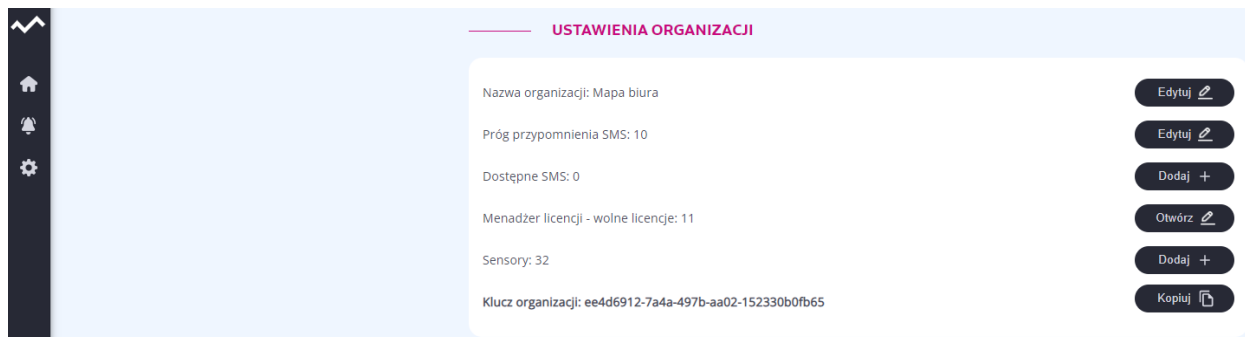 USTAWIENIA ORGANIZACJI
Nazwa organizacji: Mapa biura Edytuj
Próg przypomnienia SMS: 10 Edytuj
Dostępne SMS: 0 Dodaj +
Menadżer licencji - wolne licencje: 11 Otwórz
Sensory: 32 Dodaj +
Klucz organizacji: ee4d6912-7a4a-497b-aa02-152330b0fb65 Kopiuj